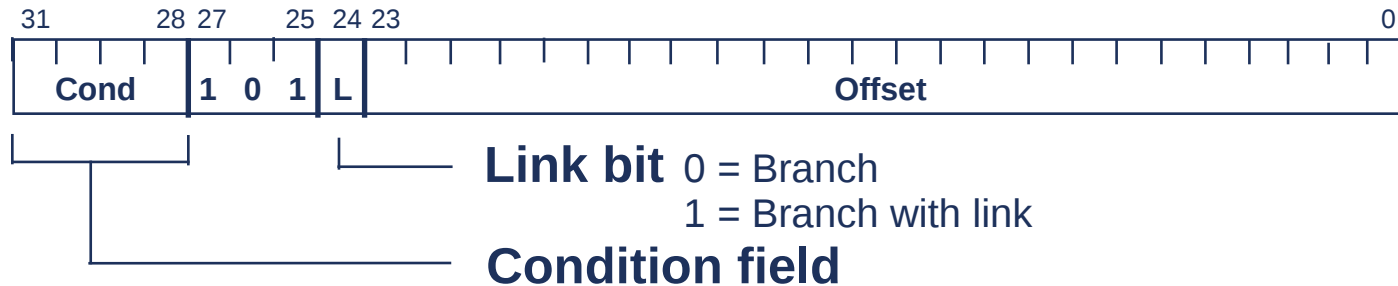 31 28 27 25 24 23 0
Cond 1 0 1 L Offset
Link bit 0 = Branch
1 = Branch with link
Condition field